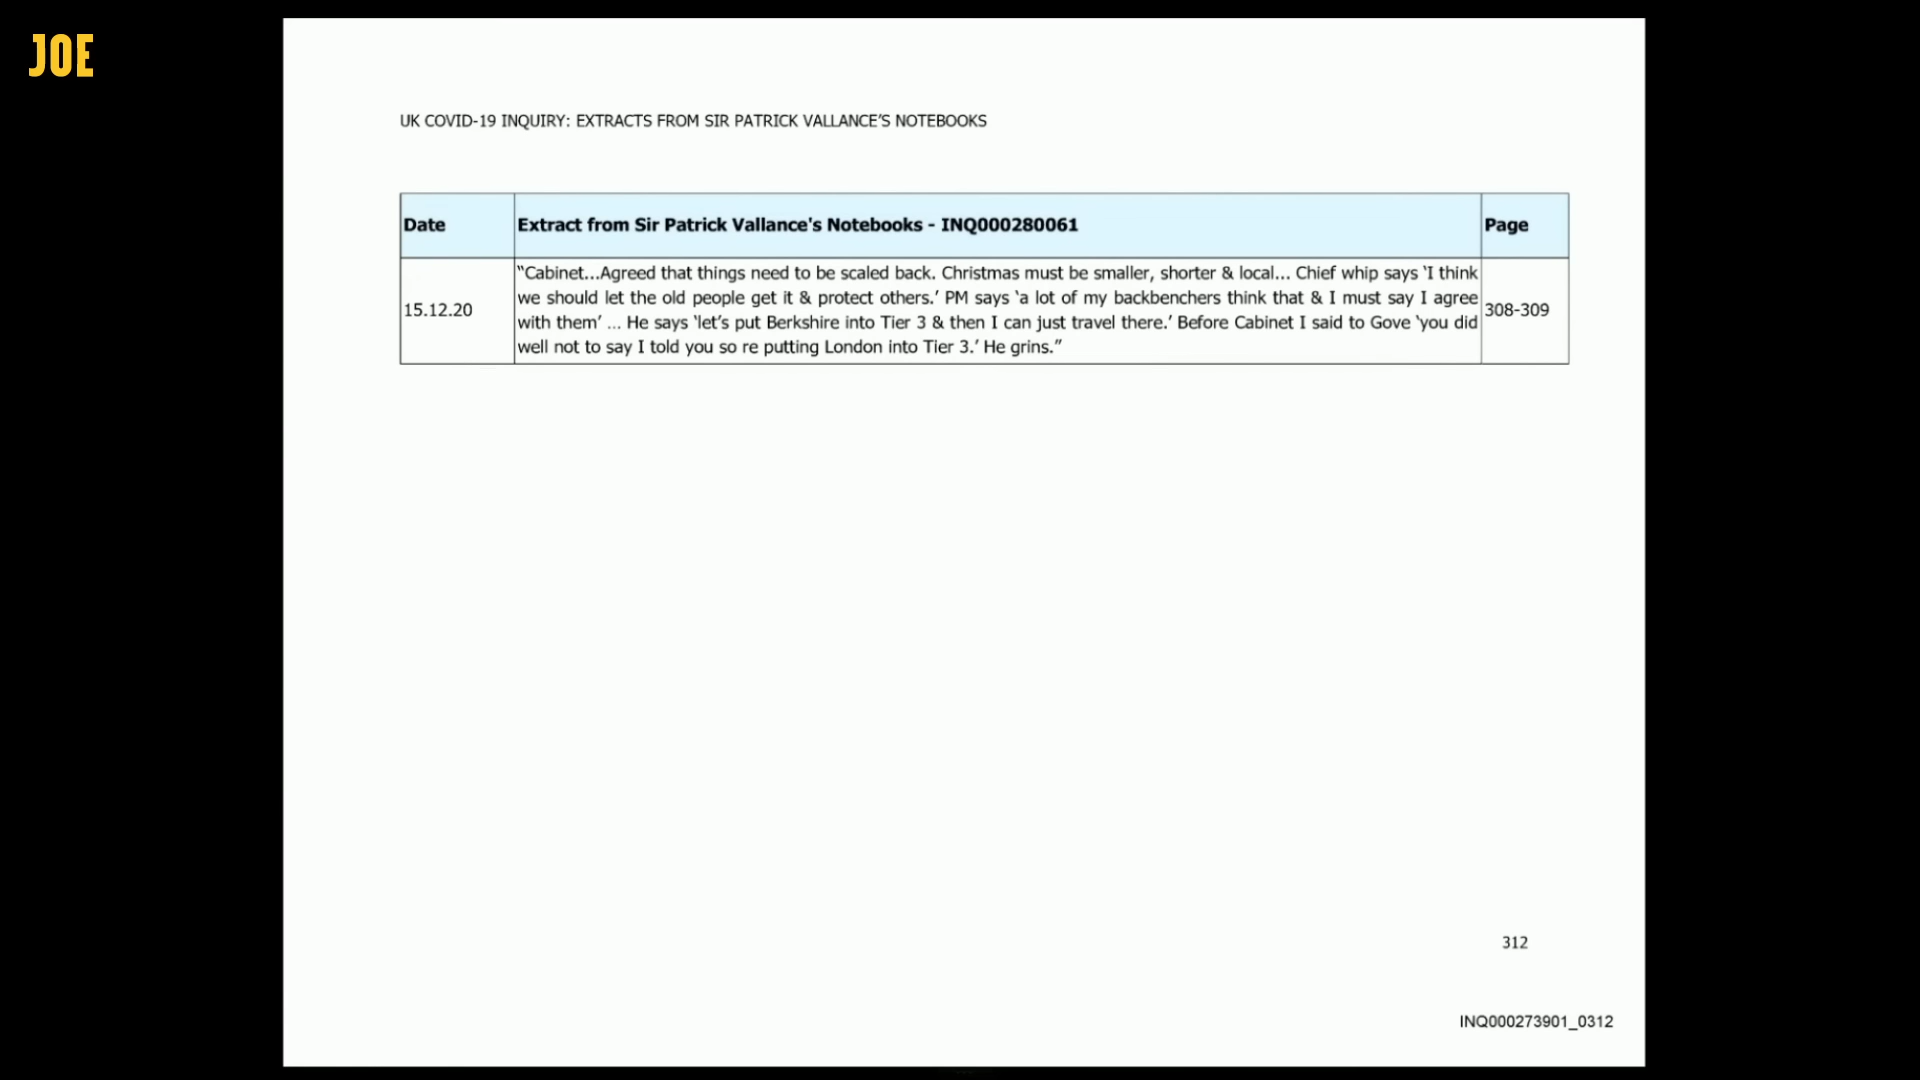 JOE
UK COVID-19 INQUIRY: EXTRACTS FROM SIR PATRICK VALLANCE’S NOTEBOOKS
Date Extract from Sir Patrick Vallance's Notebooks - INQ000280061 Page
“Cabinet...Agreed that things need to be scaled back. Christmas must be smaller, shorter & local... Chief whip says ‘I think
we should let the old people get it & protect others.’ PM says ‘a lot of my backbenchers think that & I must say I agree
15.12.20 308-309
with them’ ... He says ‘let’s put Berkshire into Tier 3 & then I can just travel there.’ Before Cabinet I said to Gove ‘you did
well not to say I told you so re putting London into Tier 3.’ He grins.”
312
INQ000273901_0312